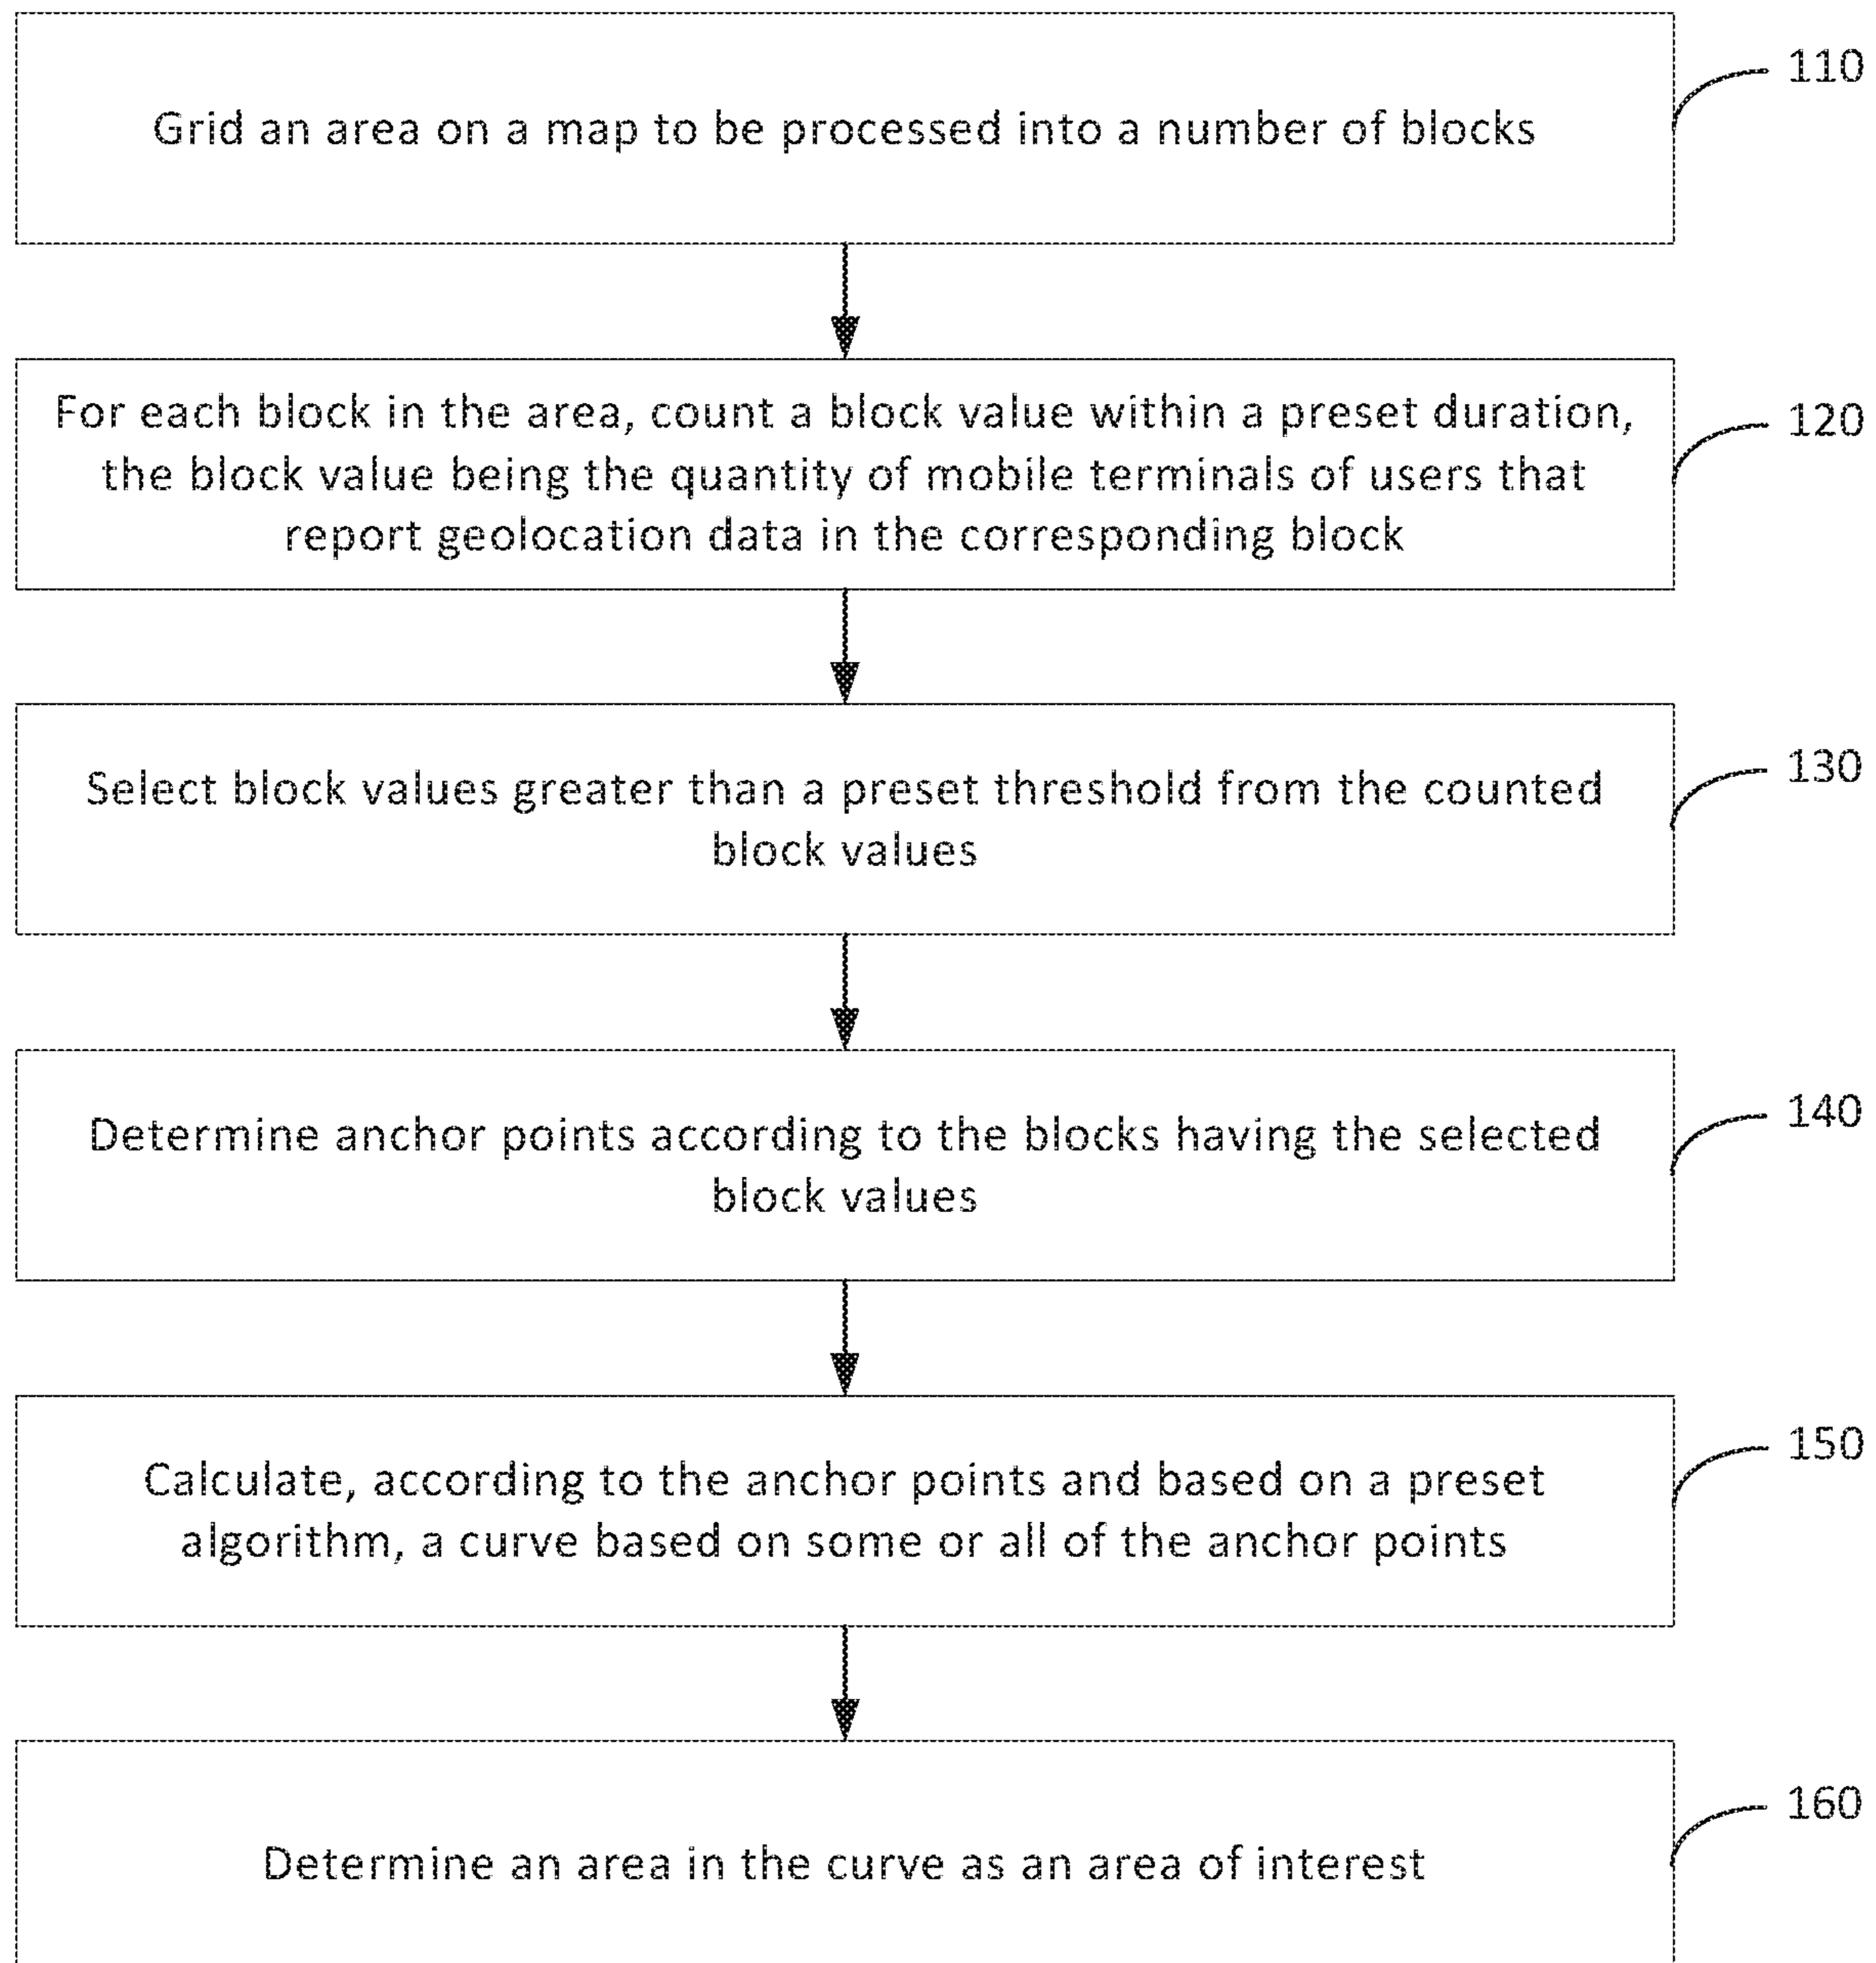 Grid an area on a map to be processed into a number of blocks
110
For each block in the area, count a block value within a preset duration,
the block value being the quantity of mobile terminals of users that
report geolocation data in the corresponding block
120
Select block values greater than a preset threshold from the counted
block values
130
Determine anchor points according to the blocks having the selected
block values
140
Calculate, according to the anchor points and based on a preset
algorithm, a curve based on some or all of the anchor points
150
Determine an area in the curve as an area of interest
160